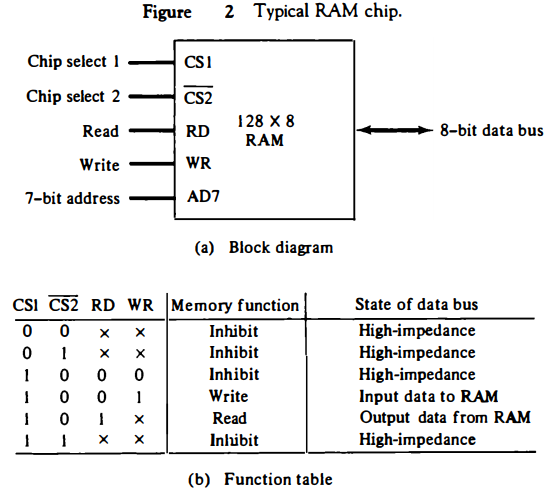 Figure 2 Typical RAM chip.
Chip select 1 CS1
Chip select 2 CS2
Read RD 128 X 8
RAM 8-bit data bus
Write WR
7-bit address AD7
(a) Block diagram
CS1 CS2 RD WR Memory function State of data bus
0 0 × × Inhibit High-impedance
0 1 × × Inhibit High-impedance
1 0 0 0 Inhibit High-impedance
1 0 0 1 Write Input data to RAM
1 0 1 × Read Output data from RAM
1 1 × × Inhibit High-impedance
(b) Function table